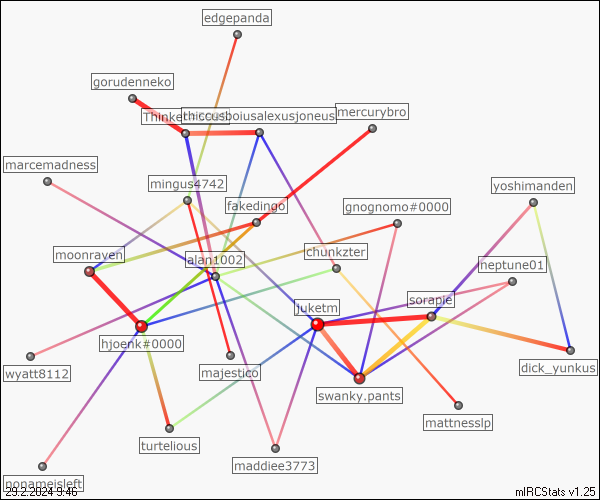 edgepanda
gorudenneko
mercurybro
marcemadness
mingus4742
fakedingo
gnognomo#0000
yoshimanden
moonraven
alan1002
chunkzter
neptune01
juketm
sorapie
hjoenk#0000
wyatt8112
majestico
swanky.pants
dick_yunkus
mattnesslp
turtelious
maddiee3773
nonameisleft
29.2.2024 9:46
mIRCStats v1.25